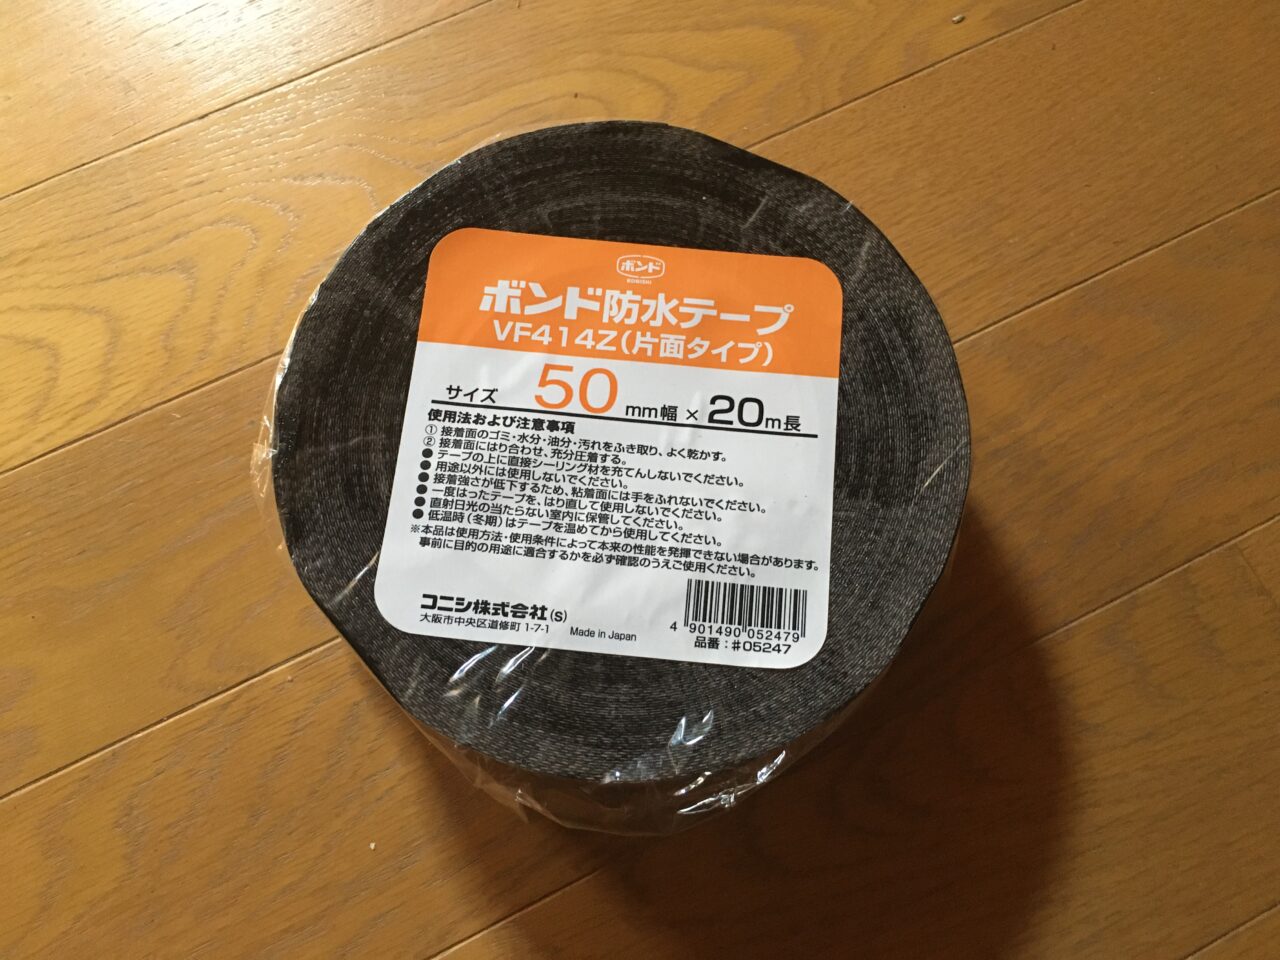 ボンド
KONISHI
ボンド防水テープ
VF414Z(片面タイプ)
サイズ 50mm幅 × 20m長
使用法および注意事項
① 接着面のゴミ・水分・油分・汚れをふき取り、よく乾かす。
② 接着面にはり合わせ、充分圧着する。
● テープの上に直接シーリング材を充てんしないでください。
● 用途以外には使用しないでください。
● 接着強さが低下するため、粘着面には手をふれないでください。
● 一度はったテープを、はり直して使用しないでください。
● 直射日光の当たらない室内に保管してください。
● 低温時(冬期)はテープを温めてから使用してください。
※本品は使用方法・使用条件によって本来の性能を発揮できない場合があります。
事前に目的の用途に適合するかを必ず確認のうえご使用ください。
コニシ株式会社(S)
大阪市中央区道修町 1-7-1 Made in Japan
4 901490 052479
品番:#05247